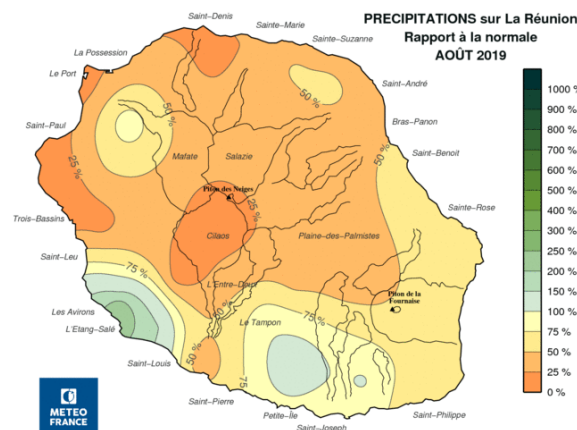 PRECIPITATIONS sur La Réunion
Rapport à la normale
AOÛT 2019
Saint-Denis
Sainte-Marie
Sainte-Suzanne
La Possession
Le Port
Saint-André
Saint-Paul
Bras-Panon
Saint-Benoit
Mafate
Salazie
Piton des Neiges
Sainte-Rose
Trois-Bassins
Cilaos
Plaine-des-Palmistes
Saint-Leu
L'Entre-Deux
Piton de la
Fournaise
Les Avirons
L'Etang-Salé
Le Tampon
Saint-Louis
Saint-Pierre
Petite-Île
Saint-Joseph
Saint-Philippe
50 %
50 %
25 %
50 %
25 %
75 %
50 %
75 %
50 %
75
1000 %
900 %
800 %
700 %
600 %
500 %
400 %
350 %
300 %
250 %
200 %
150 %
100 %
75 %
50 %
25 %
0 %
METEO
FRANCE